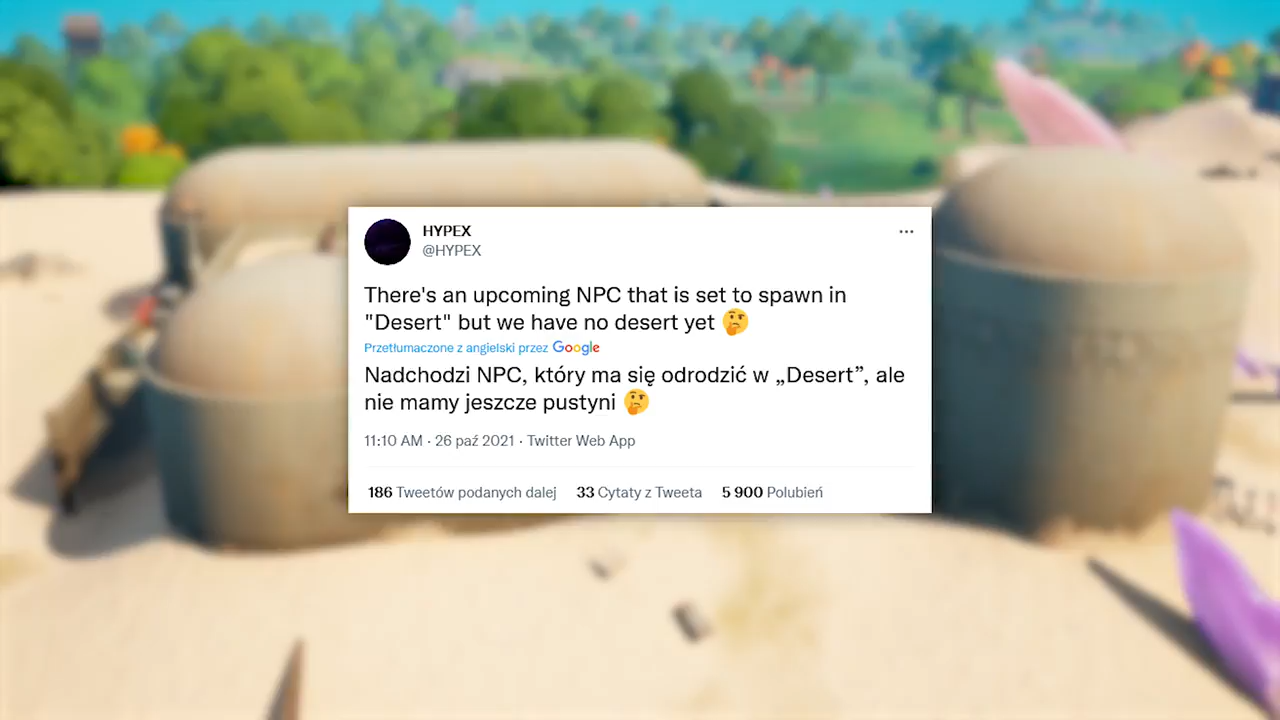 HYPEX
@HYPEX
There's an upcoming NPC that is set to spawn in
"Desert" but we have no desert yet 🤔
Przetłumaczone z angielski przez Google
Nadchodzi NPC, który ma się odrodzić w „Desert”, ale
nie mamy jeszcze pustyni 🤔
11:10 AM · 26 paź 2021 · Twitter Web App
186 Tweetów podanych dalej 33 Cytaty z Tweeta 5 900 Polubień